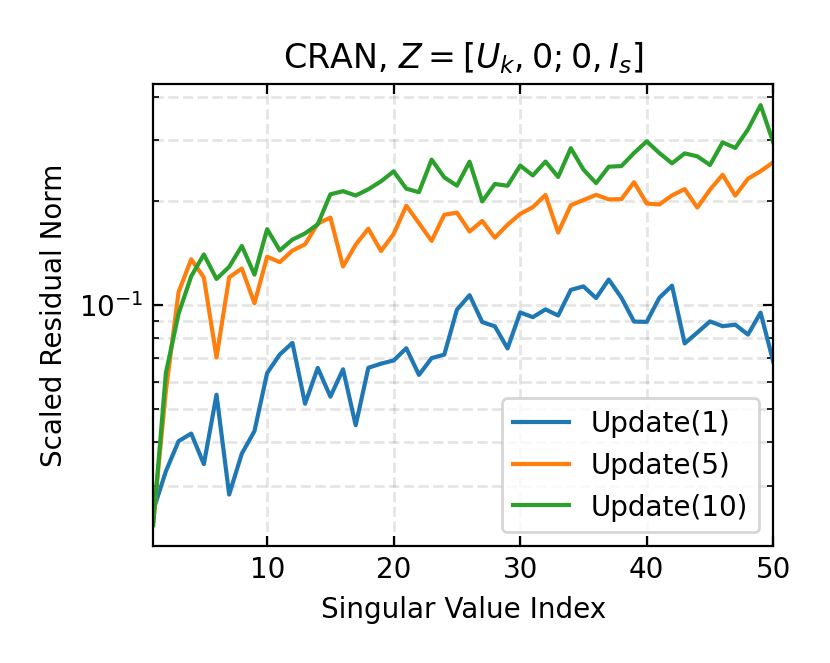 CRAN, $Z = [U_k, 0; 0, I_s]$
Scaled Residual Norm
$10^{-1}$
Update(1)
Update(5)
Update(10)
10 20 30 40 50
Singular Value Index